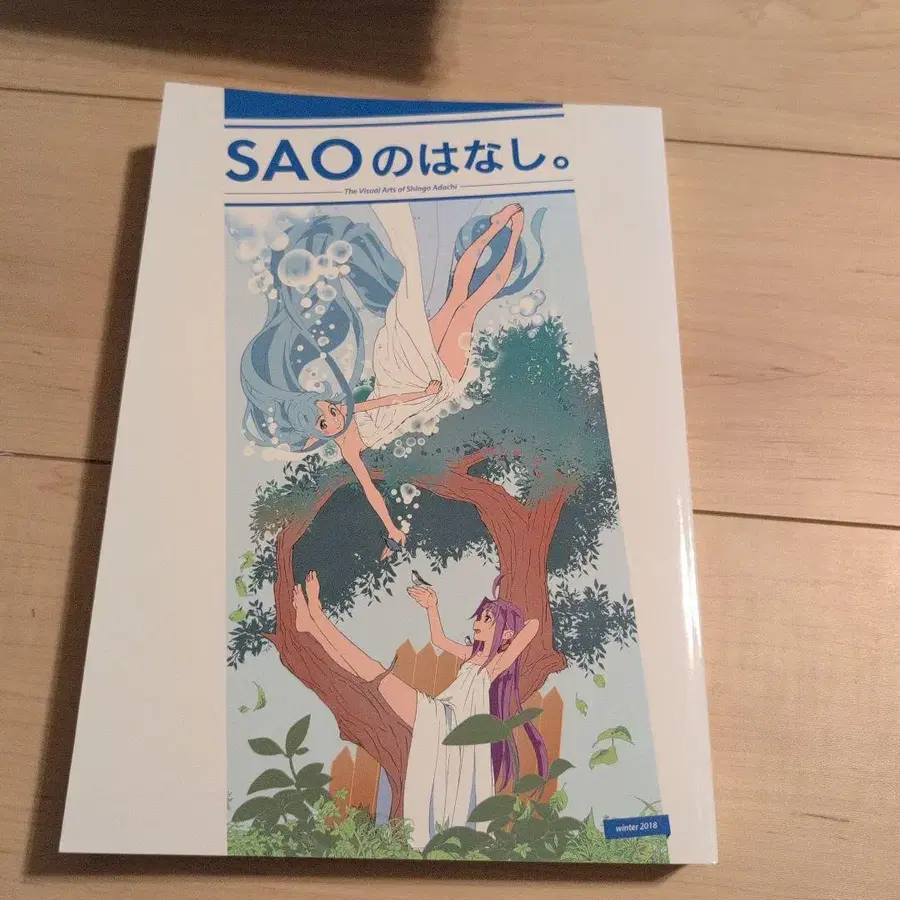 SAOのはなし。
The Visual Arts of Shingo Adachi
winter 2018